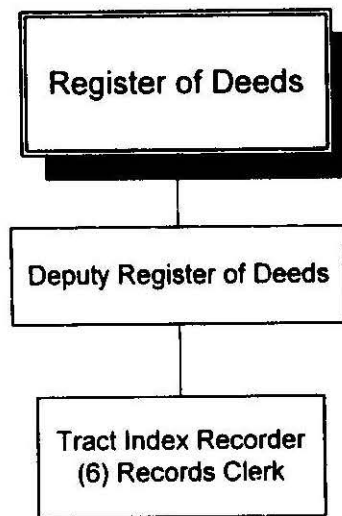 Register of Deeds
Deputy Register of Deeds
Tract Index Recorder
(6) Records Clerk